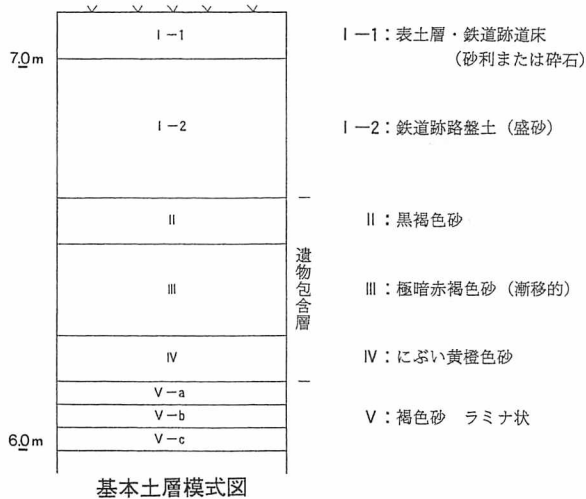 Ⅰ－1
Ⅰ－1：表土層・鉄道跡道床
（砂利または砕石）
7.0m
Ⅰ－2
Ⅰ－2：鉄道跡路盤土（盛砂）
Ⅱ
Ⅱ：黒褐色砂
遺物包含層
Ⅲ
Ⅲ：極暗赤褐色砂（漸移的）
Ⅳ
Ⅳ：にぶい黄橙色砂
Ⅴ－a
Ⅴ－b
Ⅴ：褐色砂　ラミナ状
Ⅴ－c
6.0m
基本土層模式図